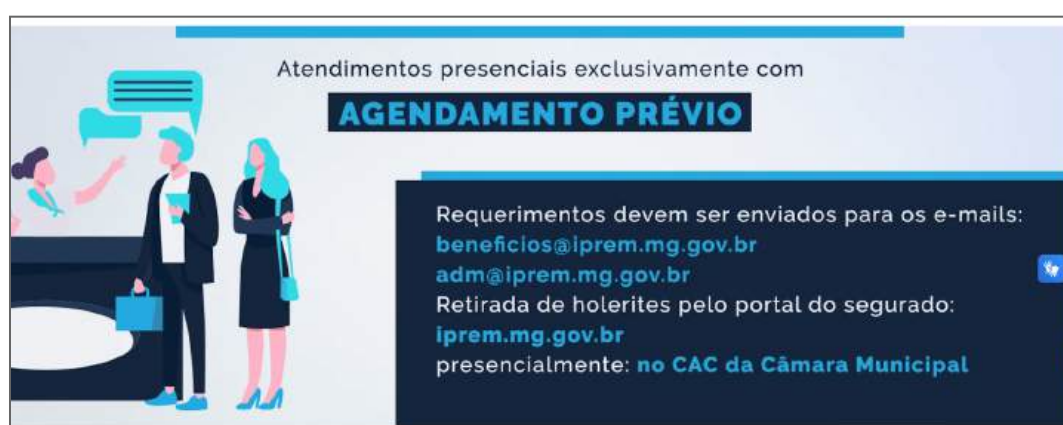 Atendimentos presenciais exclusivamente com
AGENDAMENTO PRÉVIO
Requerimentos devem ser enviados para os e-mails:
beneficios@iprem.mg.gov.br
adm@iprem.mg.gov.br
Retirada de holerites pelo portal do segurado:
iprem.mg.gov.br
presencialmente: no CAC da Câmara Municipal